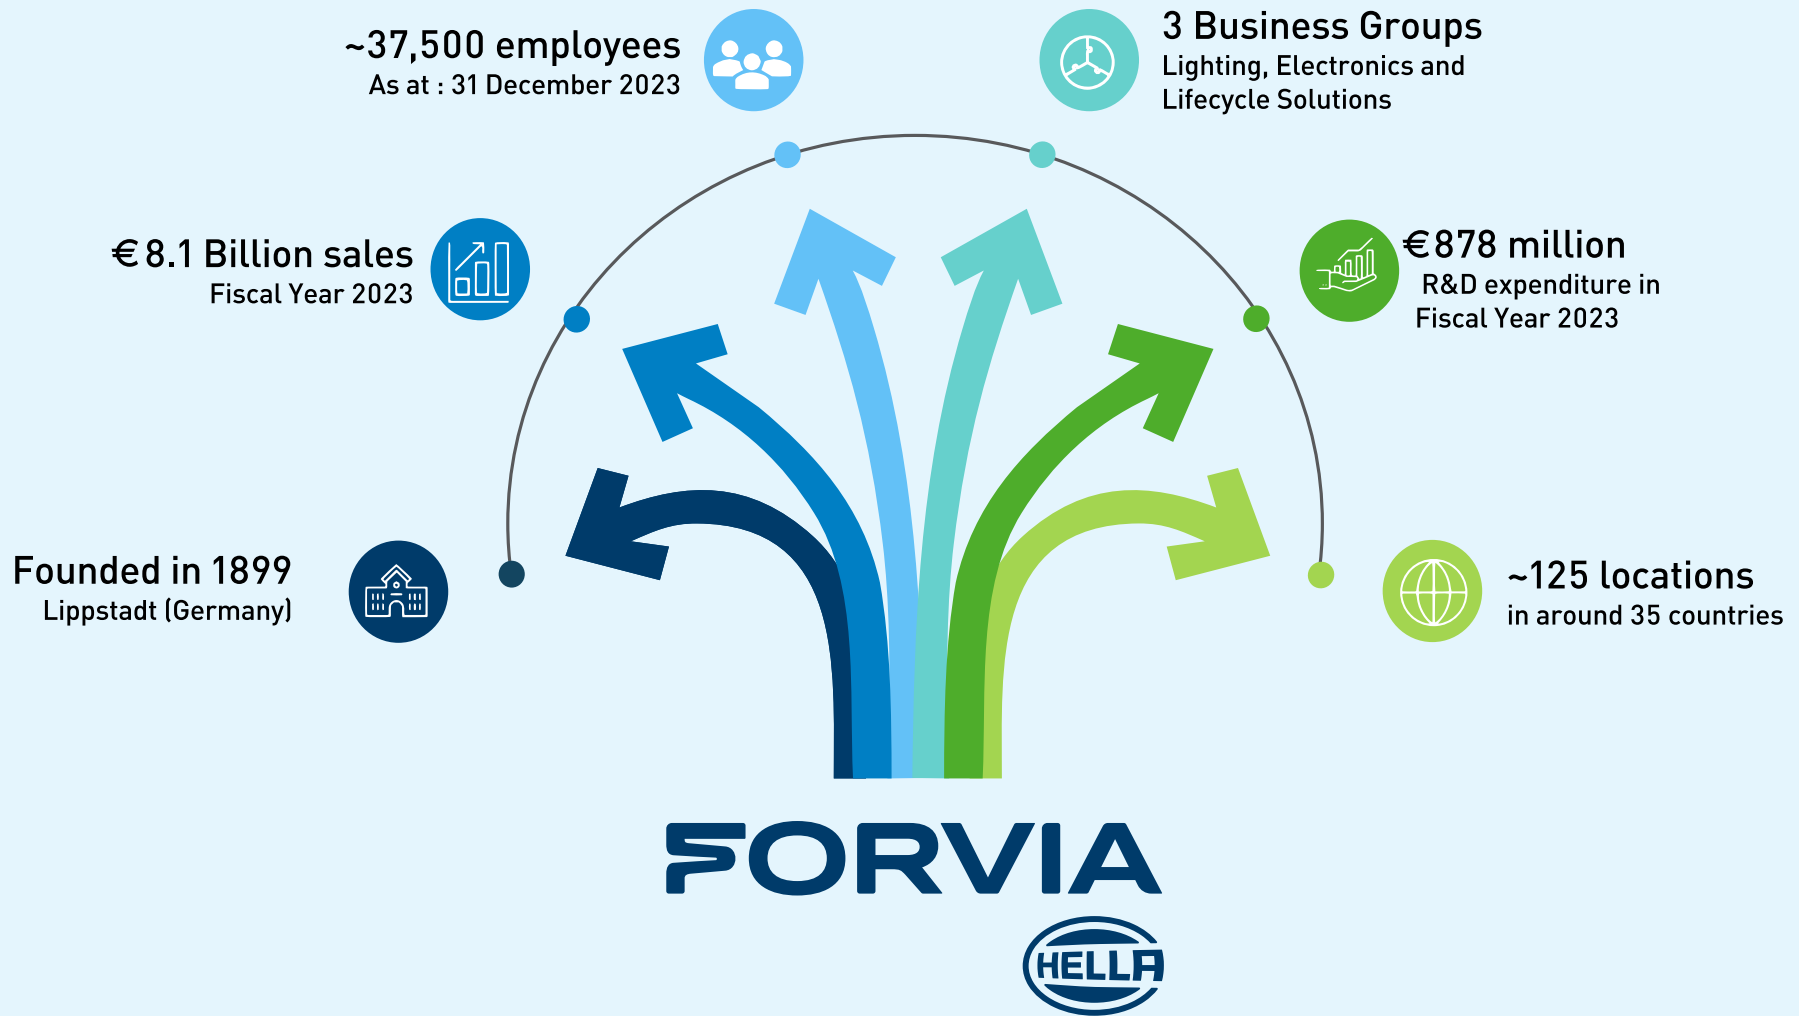 ~37,500 employees
As at : 31 December 2023
3 Business Groups
Lighting, Electronics and
Lifecycle Solutions
€8.1 Billion sales
Fiscal Year 2023
€878 million
R&D expenditure in
Fiscal Year 2023
Founded in 1899
Lippstadt (Germany)
~125 locations
in around 35 countries
FORVIA
HELLA